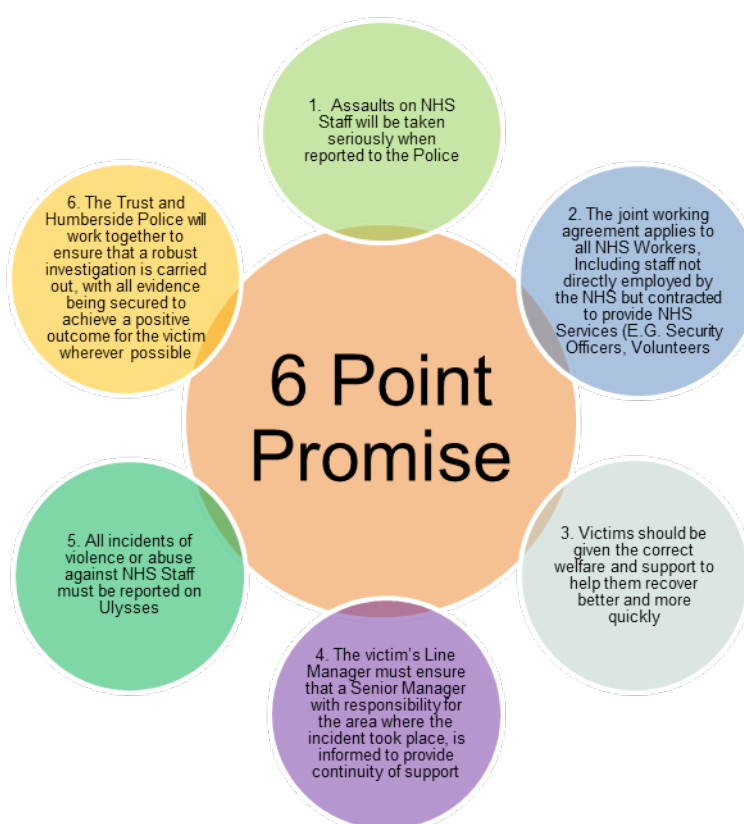 1. Assaults on NHS
Staff will be taken
seriously when
reported to the Police
2. The joint working
agreement applies to
all NHS Workers,
Including staff not
directly employed by
the NHS but contracted
to provide NHS
Services (E.G. Security
Officers, Volunteers
3. Victims should be
given the correct
welfare and support to
help them recover
better and more
quickly
4. The victim’s Line
Manager must ensure
that a Senior Manager
with responsibility for
the area where the
incident took place, is
informed to provide
continuity of support
5. All incidents of
violence or abuse
against NHS Staff
must be reported on
Ulysses
6. The Trust and
Humberside Police will
work together to
ensure that a robust
investigation is carried
out, with all evidence
being secured to
achieve a positive
outcome for the victim
wherever possible
6 Point
Promise